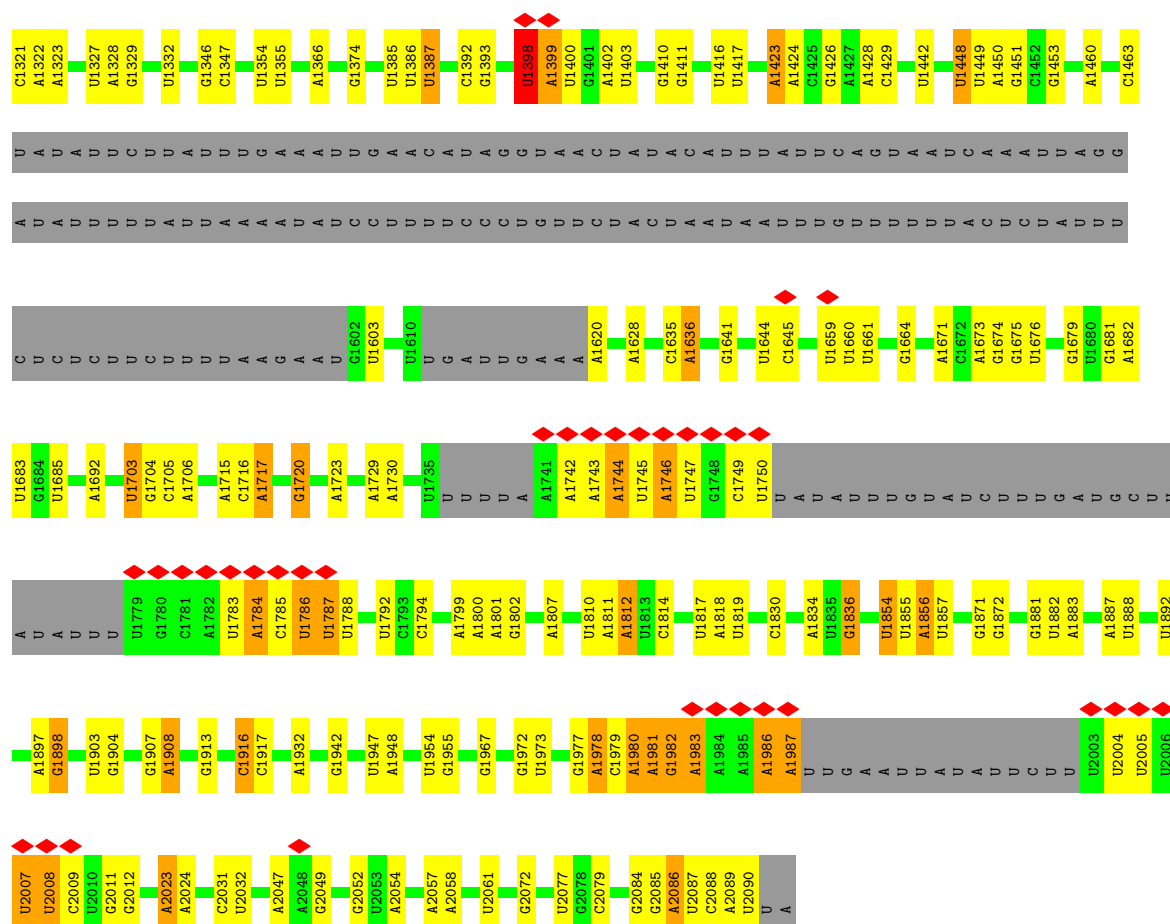 C1321 A1322 A1323 U1327 A1328 G1329 U1332 G1346 C1347 U1354 U1355 A1366 G1374 U1385 U1386 U1387 C1392 G1393 U1398 A1399 U1400 G1401 A1402 U1403 G1410 G1411 U1416 U1417 A1423 A1424 C1425 G1426 A1427 A1428 C1429 U1442 U1448 U1449 A1450 G1451 C1452 G1453 A1460 C1463
U A U A U U C U U A U U U G A A A U U G A A C A U A G G U A A C U A U A C A U U U A U U C A G U A A U C A A A U U A G G
A U A U U U U U A U U A A A A U A U C C U U U U C C C U G U U C U A C U A A U A A U U U G U U U U U U A C U C U A U U U
C U C U C U U C U U U U A A G A A U G1602 U1603 U1610 U G A U U G A A A A1620 A1628 C1635 A1636 G1641 U1644 C1645 U1659 U1660 U1661 G1664 A1671 C1672 A1673 G1674 G1675 U1676 G1679 U1680 G1681 A1682
U1683 G1684 U1685 A1692 U1703 G1704 C1705 A1706 A1715 C1716 A1717 G1720 A1723 A1729 A1730 U1735 U U U U A A1741 A1742 A1743 A1744 U1745 A1746 U1747 G1748 C1749 U1750 U A U A U U U G U A U C U U U G A U G C U U
A U A U U U U1779 G1780 C1781 A1782 U1783 A1784 C1785 U1786 U1787 U1788 U1792 C1793 C1794 A1799 A1800 A1801 G1802 A1807 U1810 A1811 A1812 U1813 C1814 U1817 A1818 U1819 C1830 A1834 U1835 G1836 U1854 U1855 A1856 U1857 G1871 G1872 G1881 U1882 A1883 A1887 U1888 U1892
A1897 G1898 U1903 G1904 G1907 A1908 G1913 C1916 C1917 A1932 G1942 U1947 A1948 U1954 G1955 G1967 G1972 U1973 G1977 A1978 C1979 A1980 A1981 G1982 A1983 A1984 A1985 A1986 A1987 U U G A A U U A U A U U C U U U2003 U2004 U2005 U2006
U2007 U2008 C2009 U2010 G2011 G2012 A2023 A2024 C2031 U2032 A2047 A2048 G2049 G2052 U2053 A2054 A2057 A2058 U2061 G2072 U2077 G2078 C2079 G2084 G2085 A2086 U2087 C2088 A2089 U2090 U A